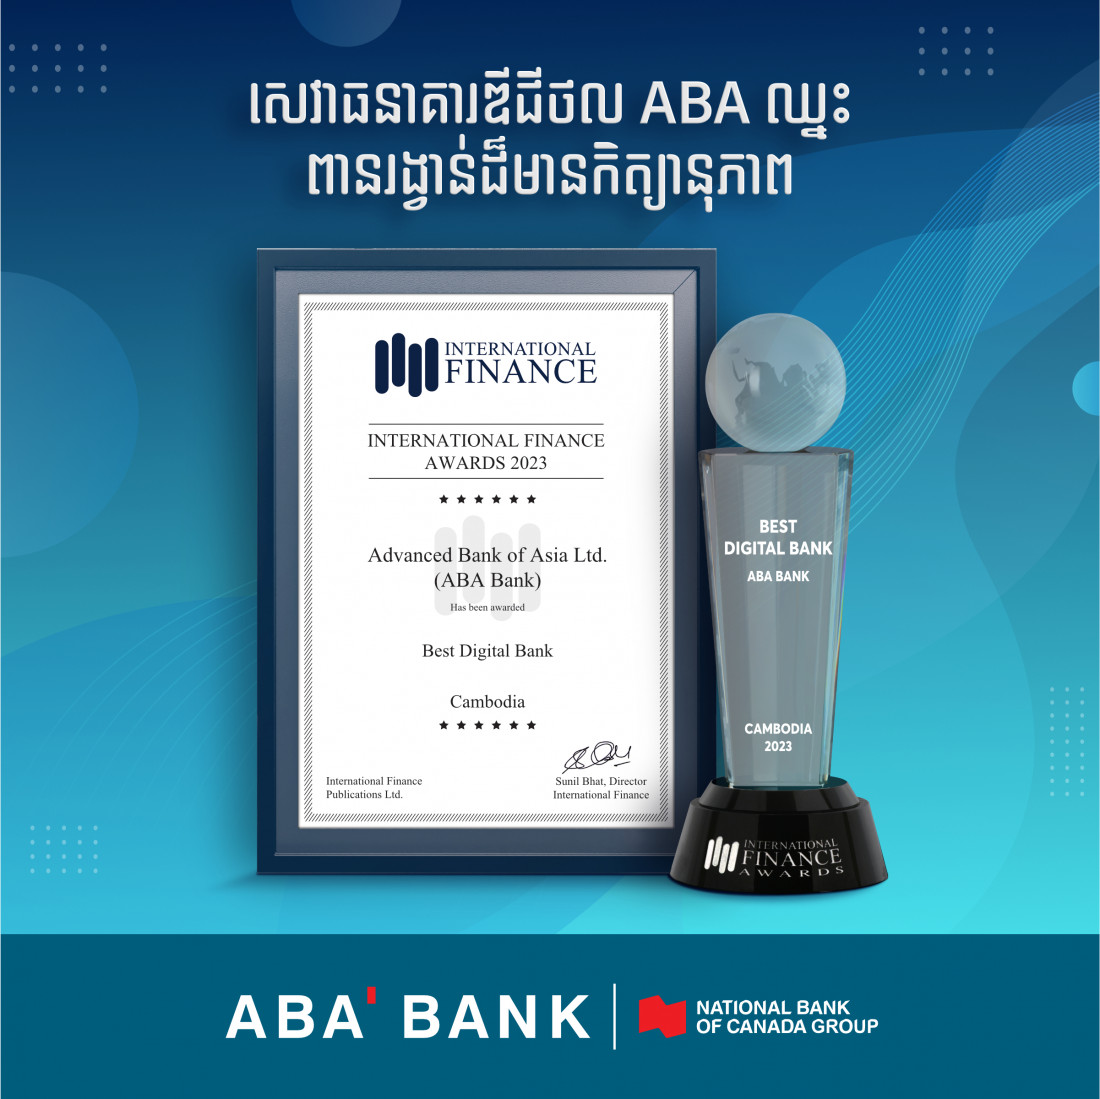 សេវាធនាគារឌីជីថល ABA ឈ្នះ
ពានរង្វាន់ដ៏មានកិត្យានុភាព
INTERNATIONAL
FINANCE
INTERNATIONAL FINANCE
AWARDS 2023
Advanced Bank of Asia Ltd.
(ABA Bank)
Has been awarded
Best Digital Bank
Cambodia
International Finance
Publications Ltd.
Sunil Bhat, Director
International Finance
BEST
DIGITAL BANK
ABA BANK
CAMBODIA
2023
INTERNATIONAL
FINANCE
AWARDS
ABA' BANK
NATIONAL BANK
OF CANADA GROUP